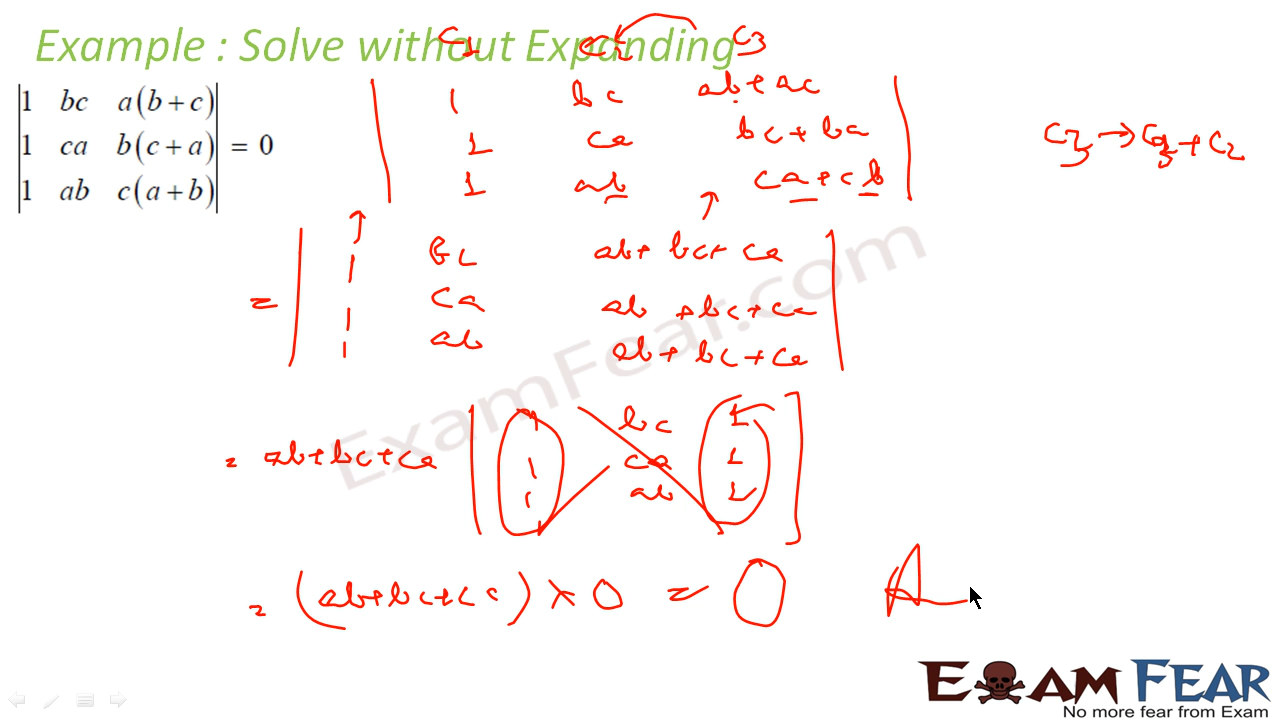 Example : Solve without Expanding
C1 C2 C3
|1 bc a(b+c)|
|1 ca b(c+a)| = 0
|1 ab c(a+b)|
| 1 bc ab+ac |
| 1 ca bc+ba |
| 1 ab ca+cb |
C3 → C3+C2
= | 1 bc ab+bc+ca |
| 1 ca ab+bc+ca |
| 1 ab ab+bc+ca |
= ab+bc+ca | 1 bc 1 |
| 1 ca 1 |
| 1 ab 1 |
= (ab+bc+ca) × 0 = 0
ExamFear.com
EXAM FEAR
No more fear from Exam